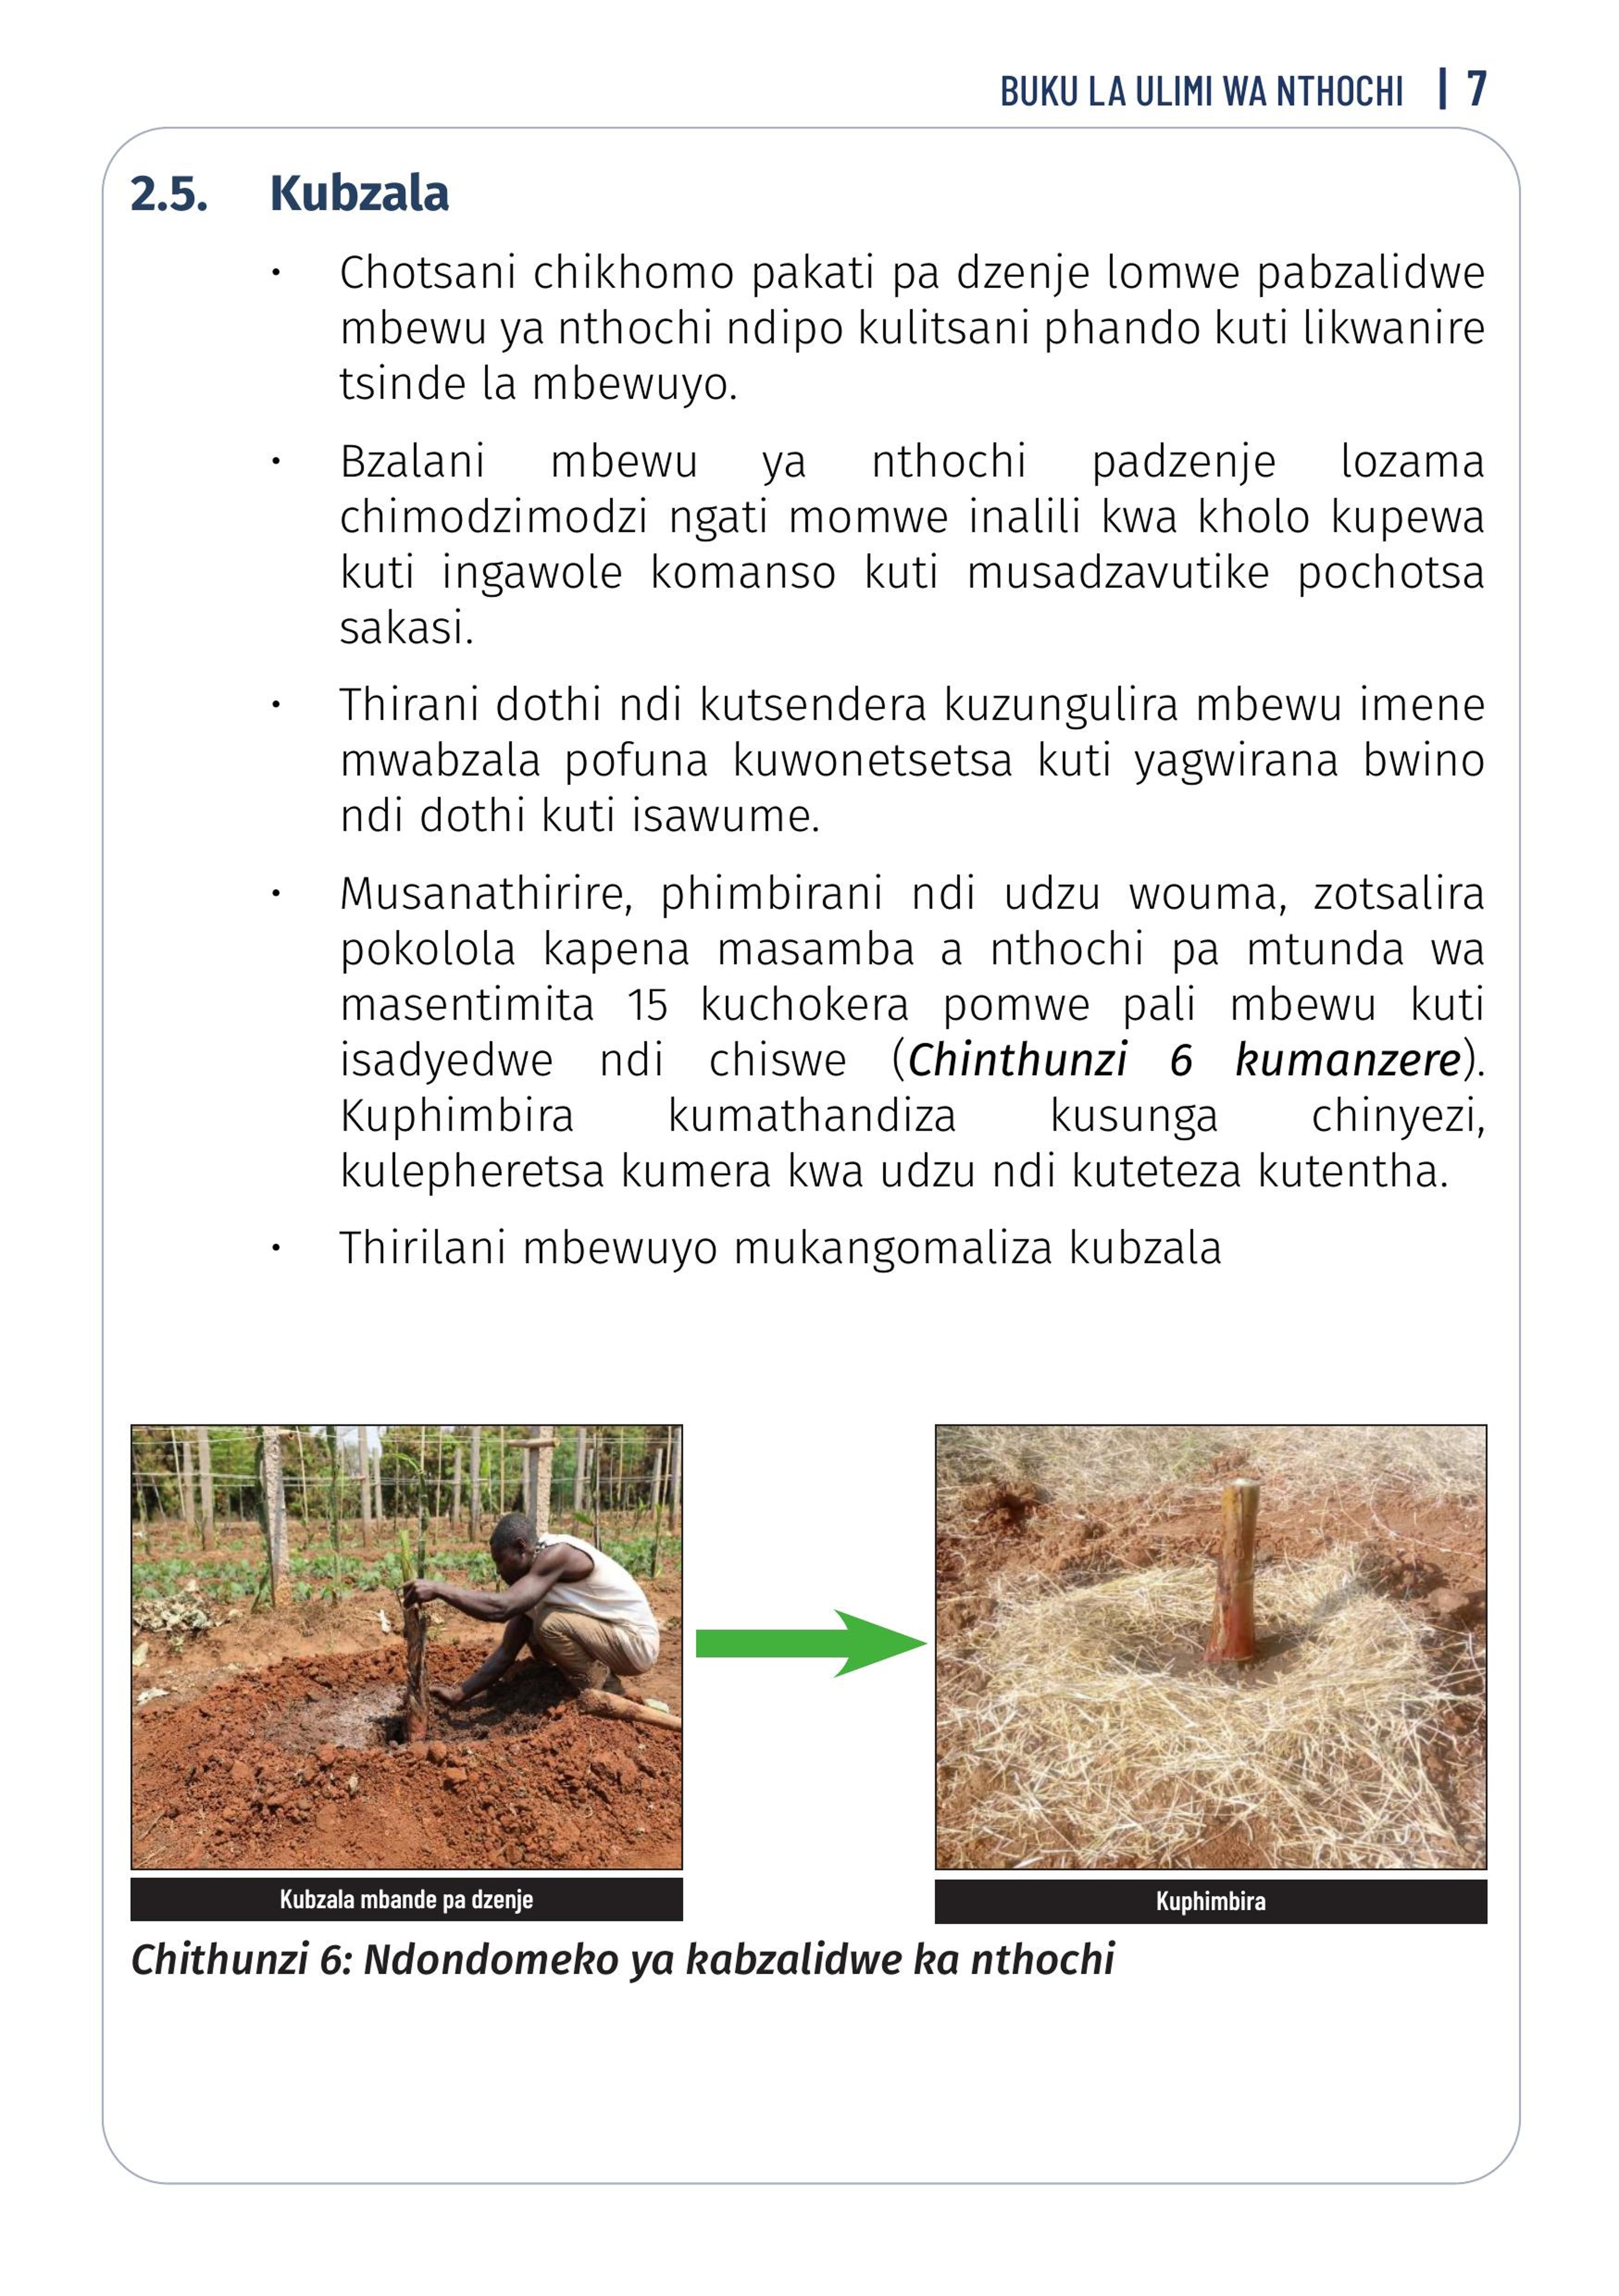 BUKU LA ULIMI WA NTHOCHI | 7
2.5. Kubzala
• Chotsani chikhomo pakati pa dzenje lomwe pabzalidwe
mbewu ya nthochi ndipo kulitsani phando kuti likwanire
tsinde la mbewuyo.
• Bzalani mbewu ya nthochi padzenje lozama
chimodzimodzi ngati momwe inalili kwa kholo kupewa
kuti ingawole komanso kuti musadzavutike pochotsa
sakasi.
• Thirani dothi ndi kutsendera kuzungulira mbewu imene
mwabzala pofuna kuwonetsetsa kuti yagwirana bwino
ndi dothi kuti isawume.
• Musanathirire, phimbirani ndi udzu wouma, zotsalira
pokolola kapena masamba a nthochi pa mtunda wa
masentimita 15 kuchokera pomwe pali mbewu kuti
isadyedwe ndi chiswe (Chinthunzi 6 kumanzere).
Kuphimbira kumathandiza kusunga chinyezi,
kulepheretsa kumera kwa udzu ndi kuteteza kutentha.
• Thirilani mbewuyo mukangomaliza kubzala
Kubzala mbande pa dzenje
Kuphimbira
Chithunzi 6: Ndondomeko ya kabzalidwe ka nthochi